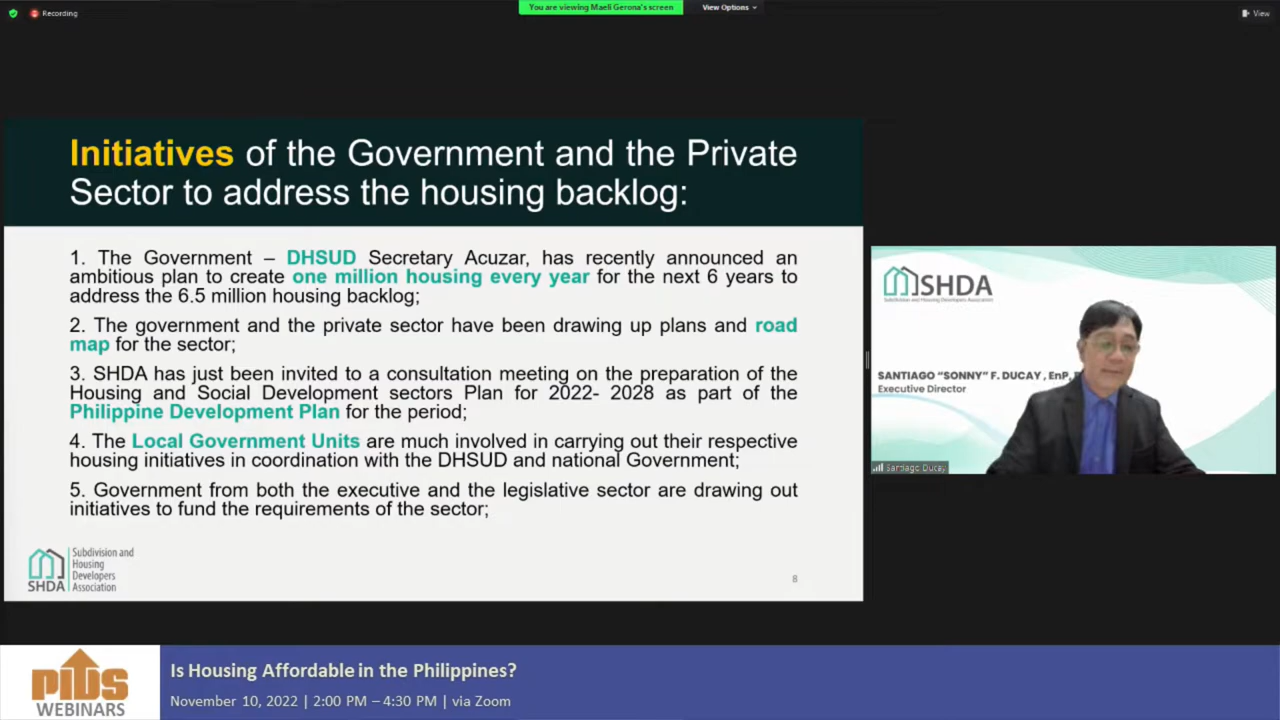 Recording
You are viewing Maeli Gerona's screen
View Options
View
Initiatives of the Government and the Private
Sector to address the housing backlog:
1. The Government – DHSUD Secretary Acuzar, has recently announced an
ambitious plan to create one million housing every year for the next 6 years to
address the 6.5 million housing backlog;
2. The government and the private sector have been drawing up plans and road
map for the sector;
3. SHDA has just been invited to a consultation meeting on the preparation of the
Housing and Social Development sectors Plan for 2022- 2028 as part of the
Philippine Development Plan for the period;
4. The Local Government Units are much involved in carrying out their respective
housing initiatives in coordination with the DHSUD and national Government;
5. Government from both the executive and the legislative sector are drawing out
initiatives to fund the requirements of the sector;
SHDA
Subdivision and
Housing
Developers
Association
8
SHDA
Subdivision and Housing Developers Association
SANTIAGO “SONNY” F. DUCAY , EnP,
Executive Director
Santiago Ducay
PIDS
WEBINARS
Is Housing Affordable in the Philippines?
November 10, 2022 | 2:00 PM – 4:30 PM | via Zoom